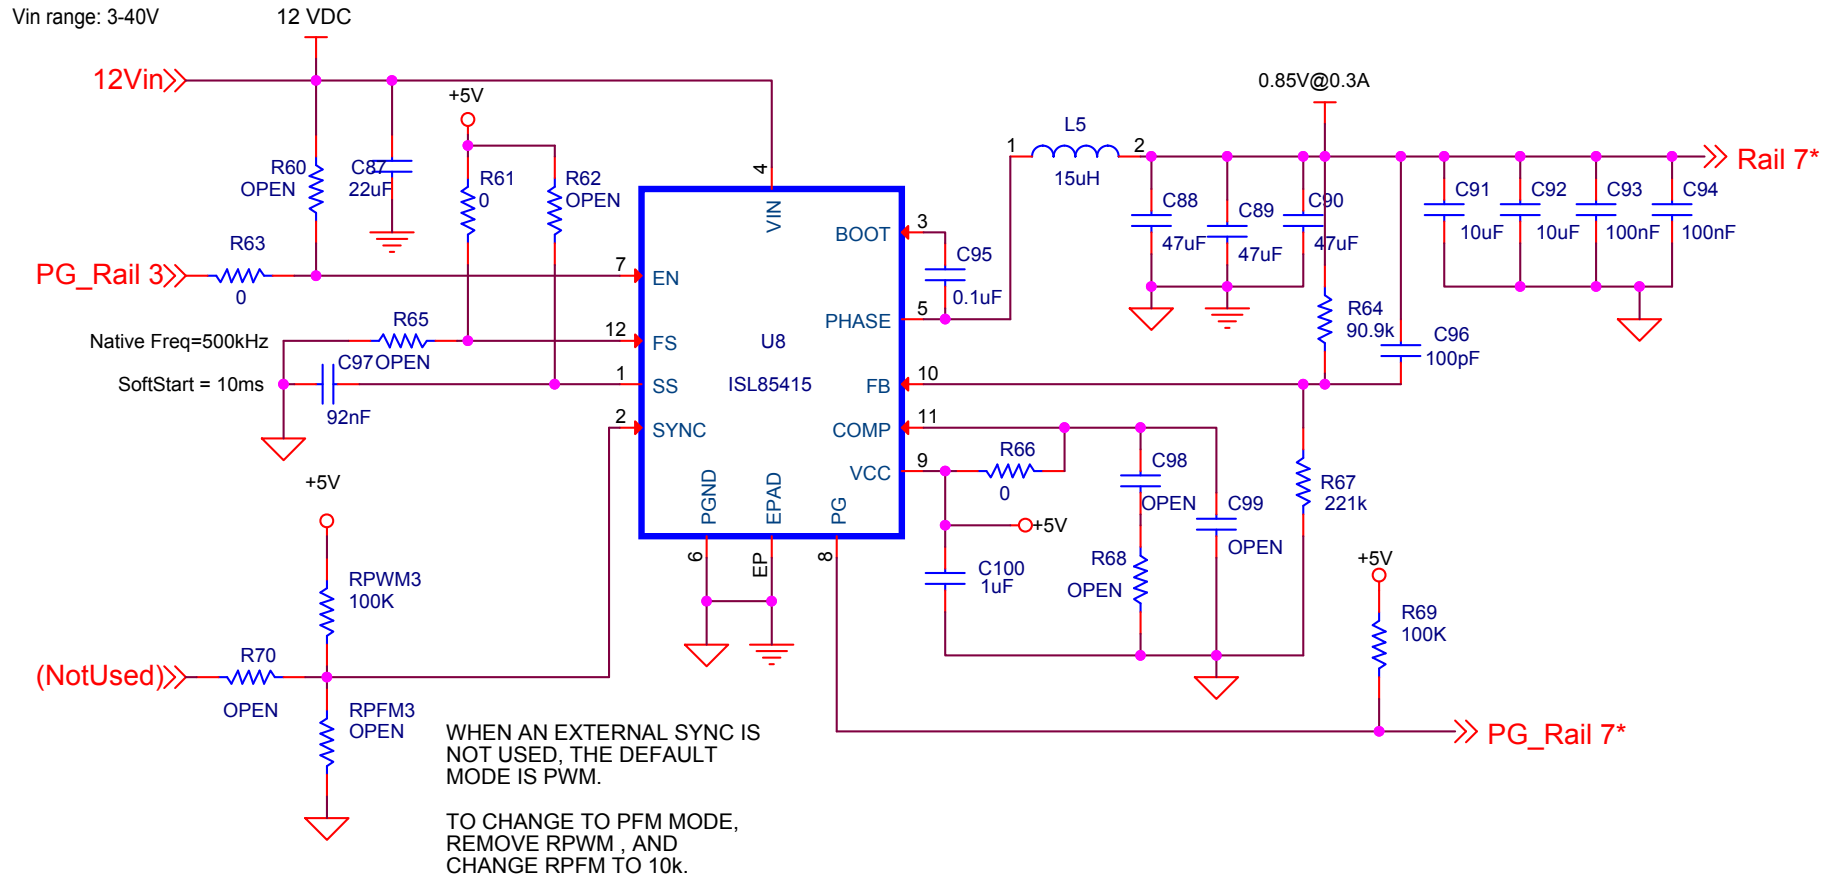 Vin range: 3-40V
12 VDC
12Vin
+5V
0.85V@0.3A
R60
OPEN
C87
22uF
R61
0
R62
OPEN
4
VIN
1
L5
2
15uH
Rail 7*
C88
47uF
C89
47uF
C90
47uF
C91
10uF
C92
10uF
C93
100nF
C94
100nF
R63
0
PG_Rail 3
7
EN
BOOT
3
C95
0.1uF
PHASE
5
R64
90.9k
C96
100pF
Native Freq=500kHz
R65
OPEN
12
FS
U8
ISL85415
SoftStart = 10ms
C97
92nF
1
SS
FB
10
2
SYNC
COMP
11
VCC
9
R66
0
C98
OPEN
C99
OPEN
R67
221k
+5V
C100
1uF
R68
OPEN
PGND
EPAD
PG
6
EP
8
+5V
RPWM3
100K
+5V
R69
100K
(NotUsed)
R70
OPEN
RPFM3
OPEN
PG_Rail 7*
WHEN AN EXTERNAL SYNC IS
NOT USED, THE DEFAULT
MODE IS PWM.
TO CHANGE TO PFM MODE,
REMOVE RPWM , AND
CHANGE RPFM TO 10k.